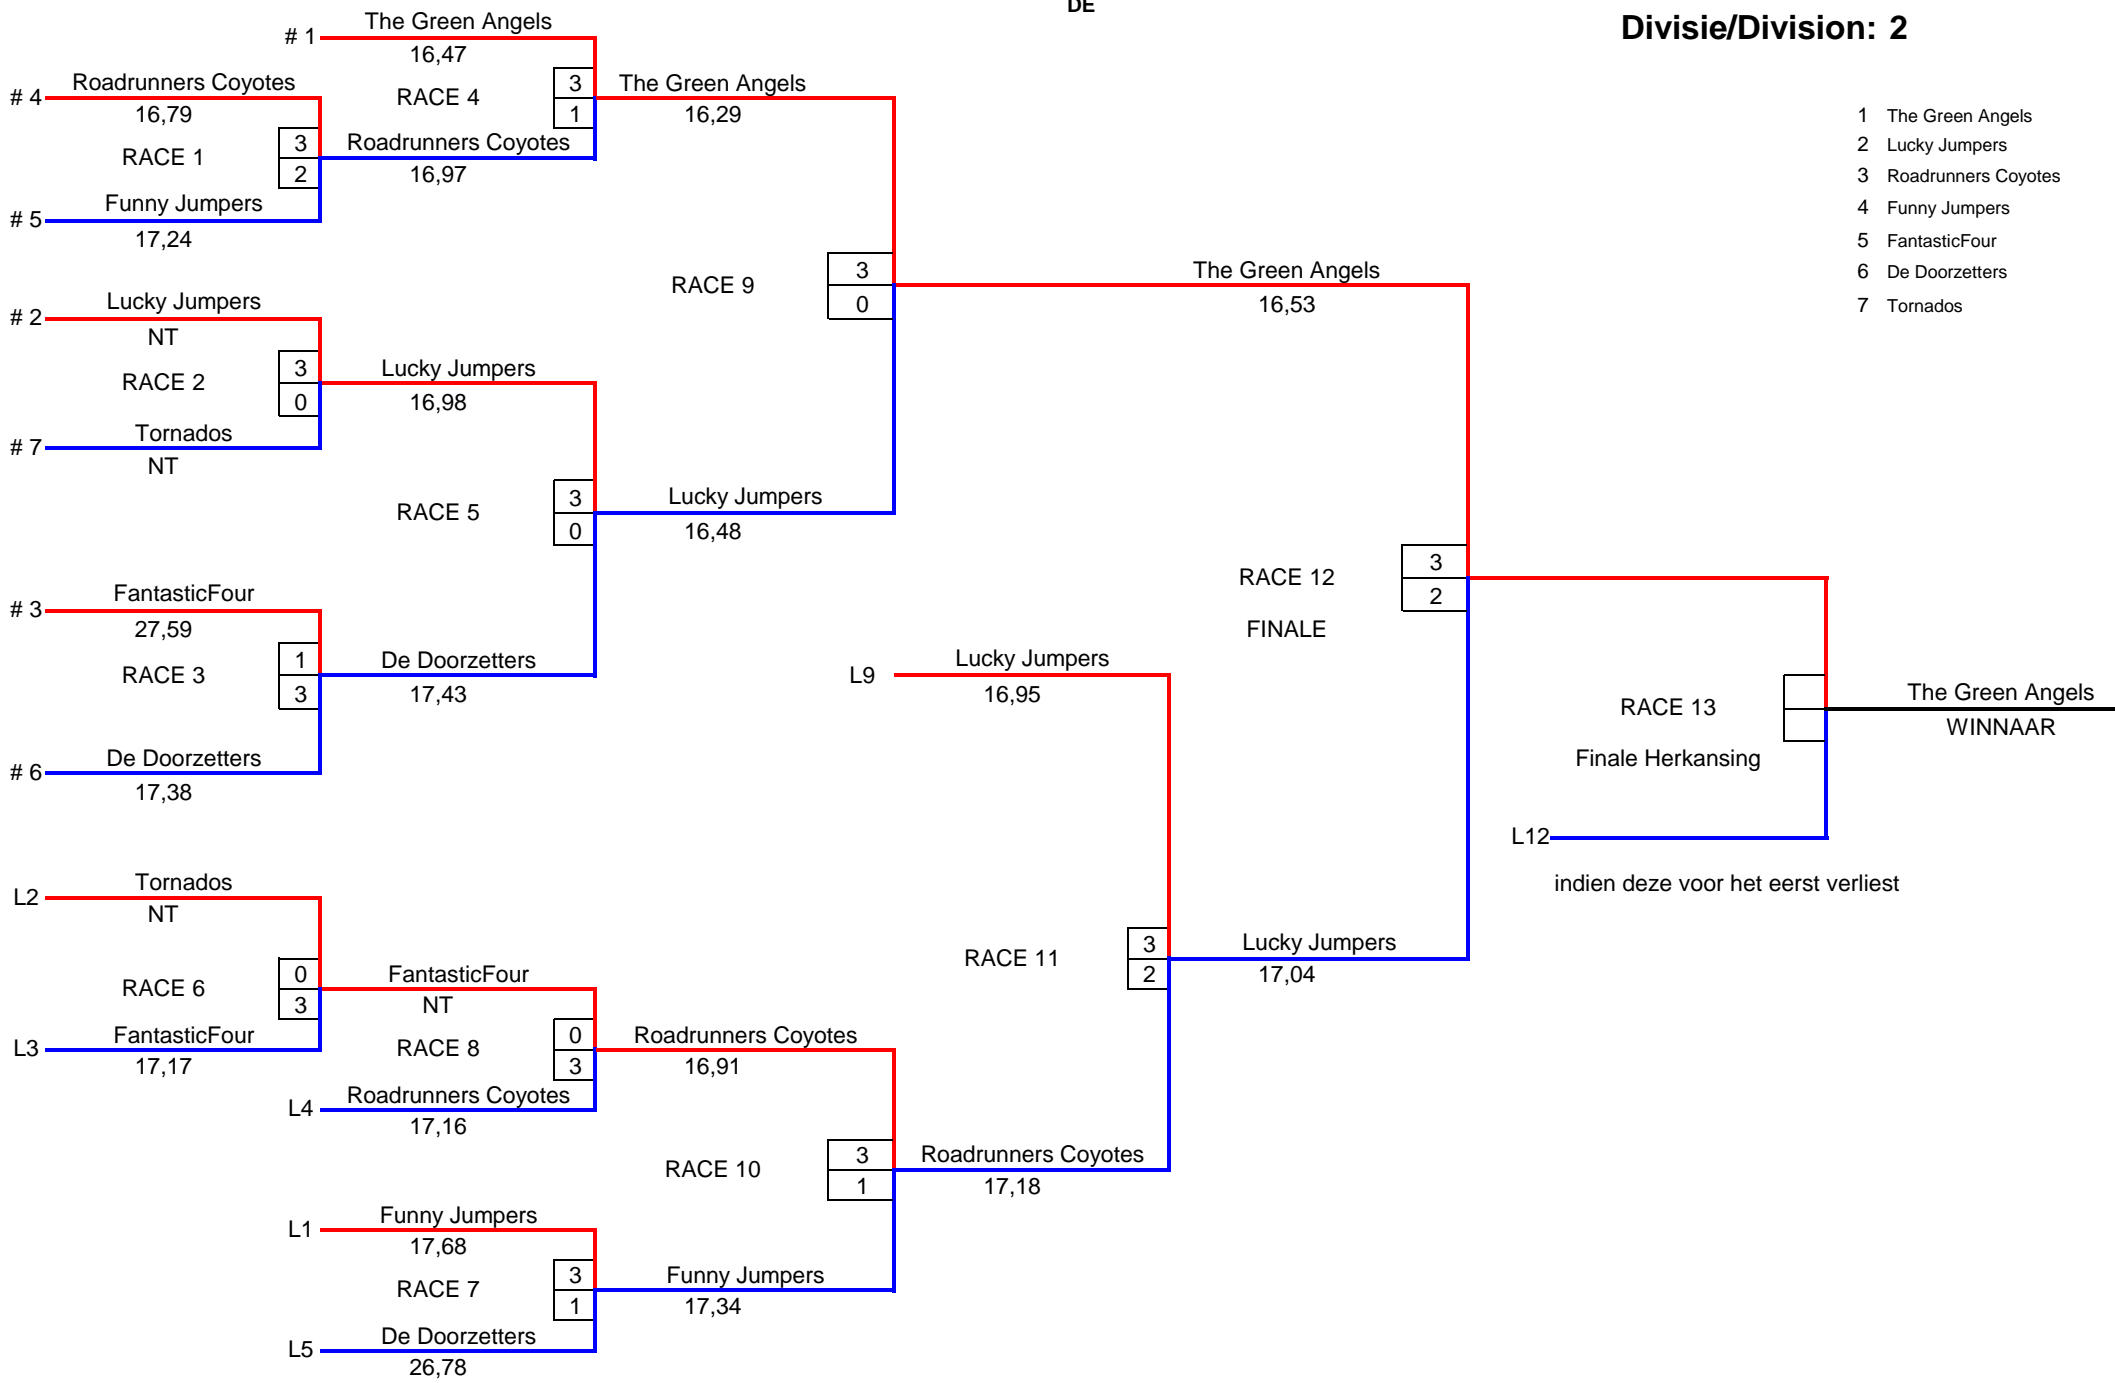 DE
Divisie/Division: 2
# 1
The Green Angels
16,47
RACE 4
3
1
# 4
Roadrunners Coyotes
16,79
RACE 1
3
2
Roadrunners Coyotes
16,97
# 5
Funny Jumpers
17,24
The Green Angels
16,29
1 The Green Angels
2 Lucky Jumpers
3 Roadrunners Coyotes
4 Funny Jumpers
5 FantasticFour
6 De Doorzetters
7 Tornados
# 2
Lucky Jumpers
NT
RACE 2
3
0
# 7
Tornados
NT
Lucky Jumpers
16,98
RACE 9
3
0
The Green Angels
16,53
RACE 5
3
0
Lucky Jumpers
16,48
# 3
FantasticFour
27,59
RACE 3
1
3
De Doorzetters
17,43
# 6
De Doorzetters
17,38
RACE 12
3
2
FINALE
L9
Lucky Jumpers
16,95
RACE 13
Finale Herkansing
The Green Angels
WINNAAR
L12
indien deze voor het eerst verliest
L2
Tornados
NT
RACE 6
0
3
L3
FantasticFour
17,17
FantasticFour
NT
RACE 8
0
3
L4
Roadrunners Coyotes
17,16
Roadrunners Coyotes
16,91
RACE 11
3
2
Lucky Jumpers
17,04
RACE 10
3
1
Roadrunners Coyotes
17,18
L1
Funny Jumpers
17,68
RACE 7
3
1
Funny Jumpers
17,34
L5
De Doorzetters
26,78